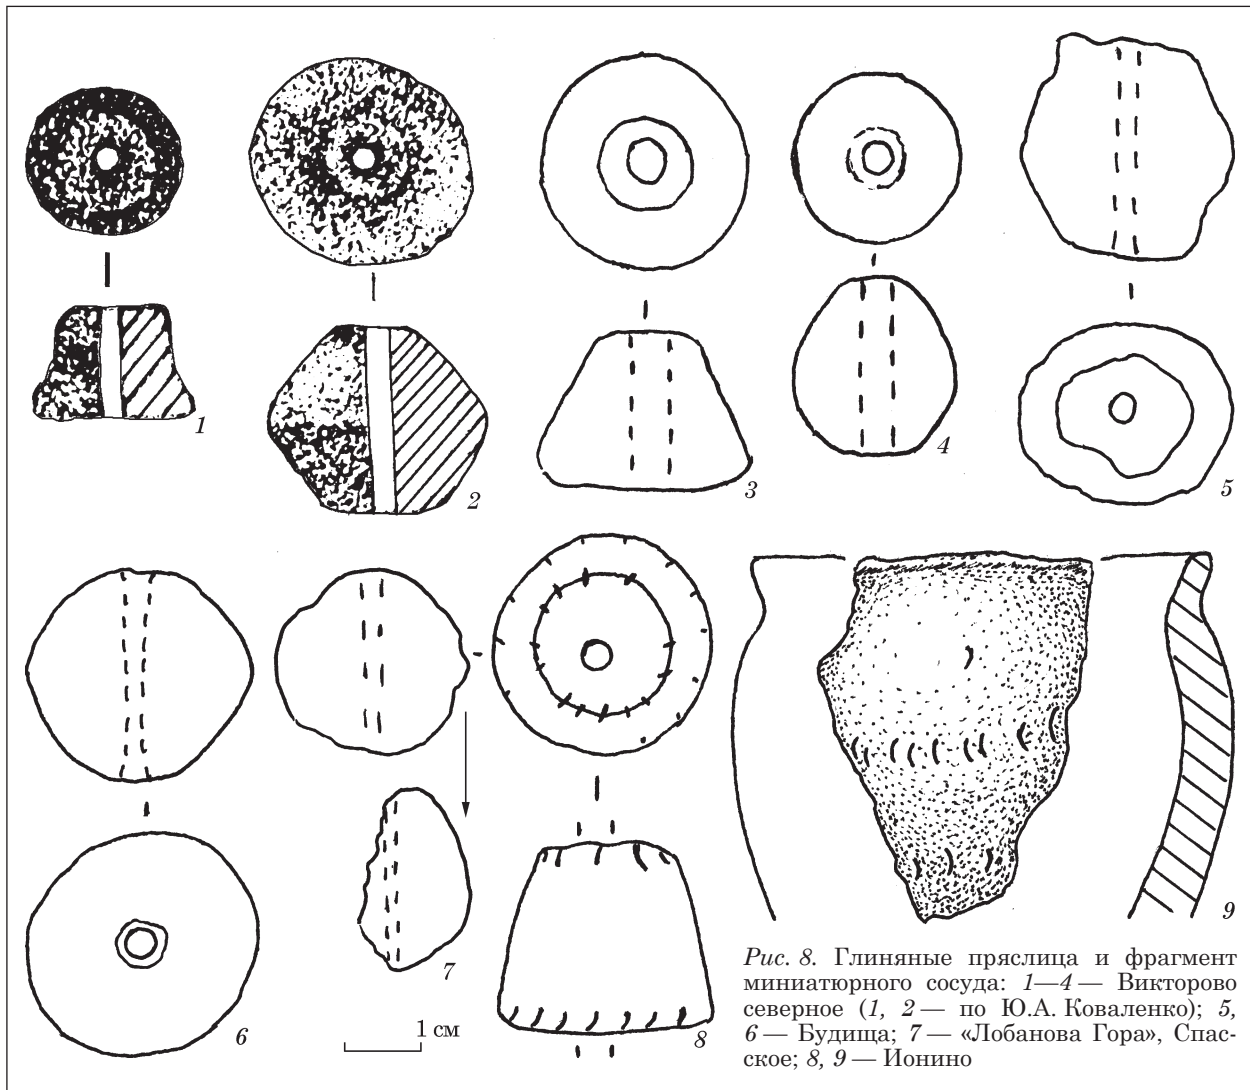 1
2
3
4
5
6
7
1 см
8
9
Рис. 8. Глиняные пряслица и фрагмент
миниатюрного сосуда: 1—4 — Викторово
северное (1, 2 — по Ю.А. Коваленко); 5,
6 — Будища; 7 — «Лобанова Гора», Спас-
ское; 8, 9 — Ионино